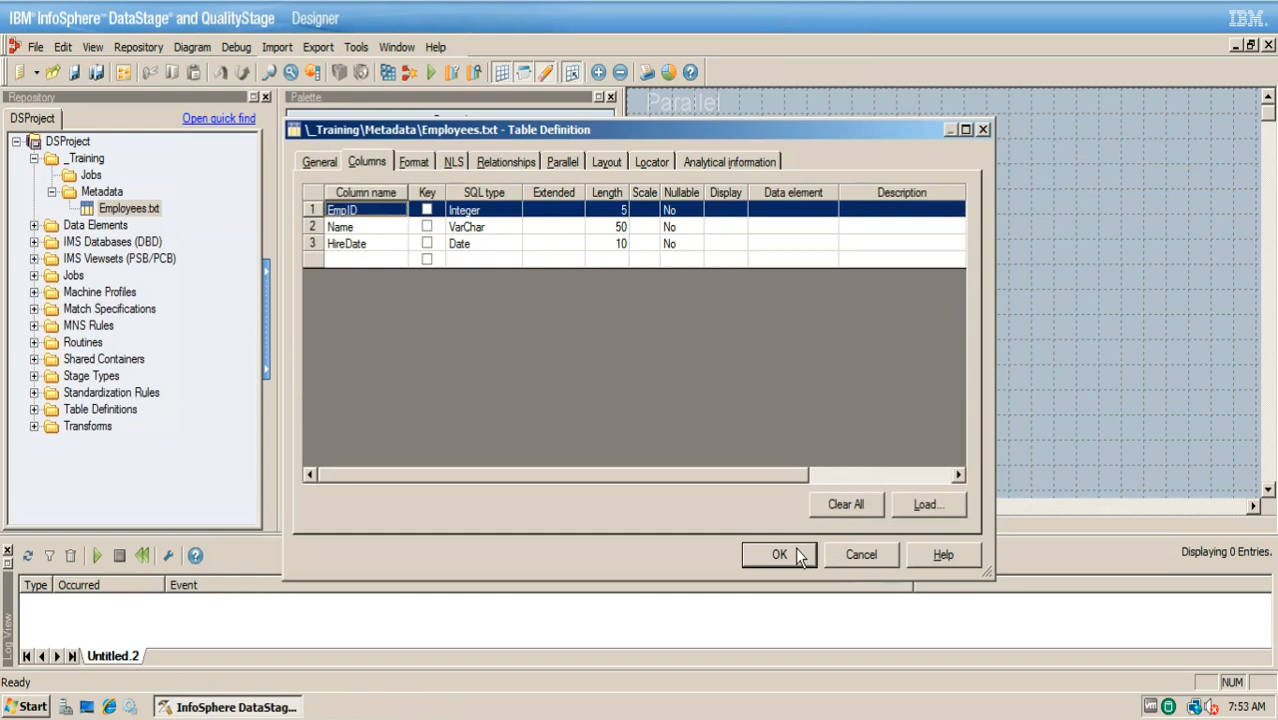 IBM® InfoSphere™ DataStage® and QualityStage Designer IBM.
File Edit View Repository Diagram Debug Import Export Tools Window Help
Repository
Palette
Parallel
DSProject Open quick find
DSProject
_Training
Jobs
Metadata
Employees.txt
Data Elements
IMS Databases (DBD)
IMS Viewsets (PSB/PCB)
Jobs
Machine Profiles
Match Specifications
MNS Rules
Routines
Shared Containers
Stage Types
Standardization Rules
Table Definitions
Transforms
\_Training\Metadata\Employees.txt - Table Definition
General Columns Format NLS Relationships Parallel Layout Locator Analytical information
Column name Key SQL type Extended Length Scale Nullable Display Data element Description
1 EmpID Integer 5 No
2 Name VarChar 50 No
3 HireDate Date 10 No
Clear All Load...
OK Cancel Help
Displaying 0 Entries.
Type Occurred Event
Log View
Untitled.2
Ready NUM
Start InfoSphere DataStag... 7:53 AM